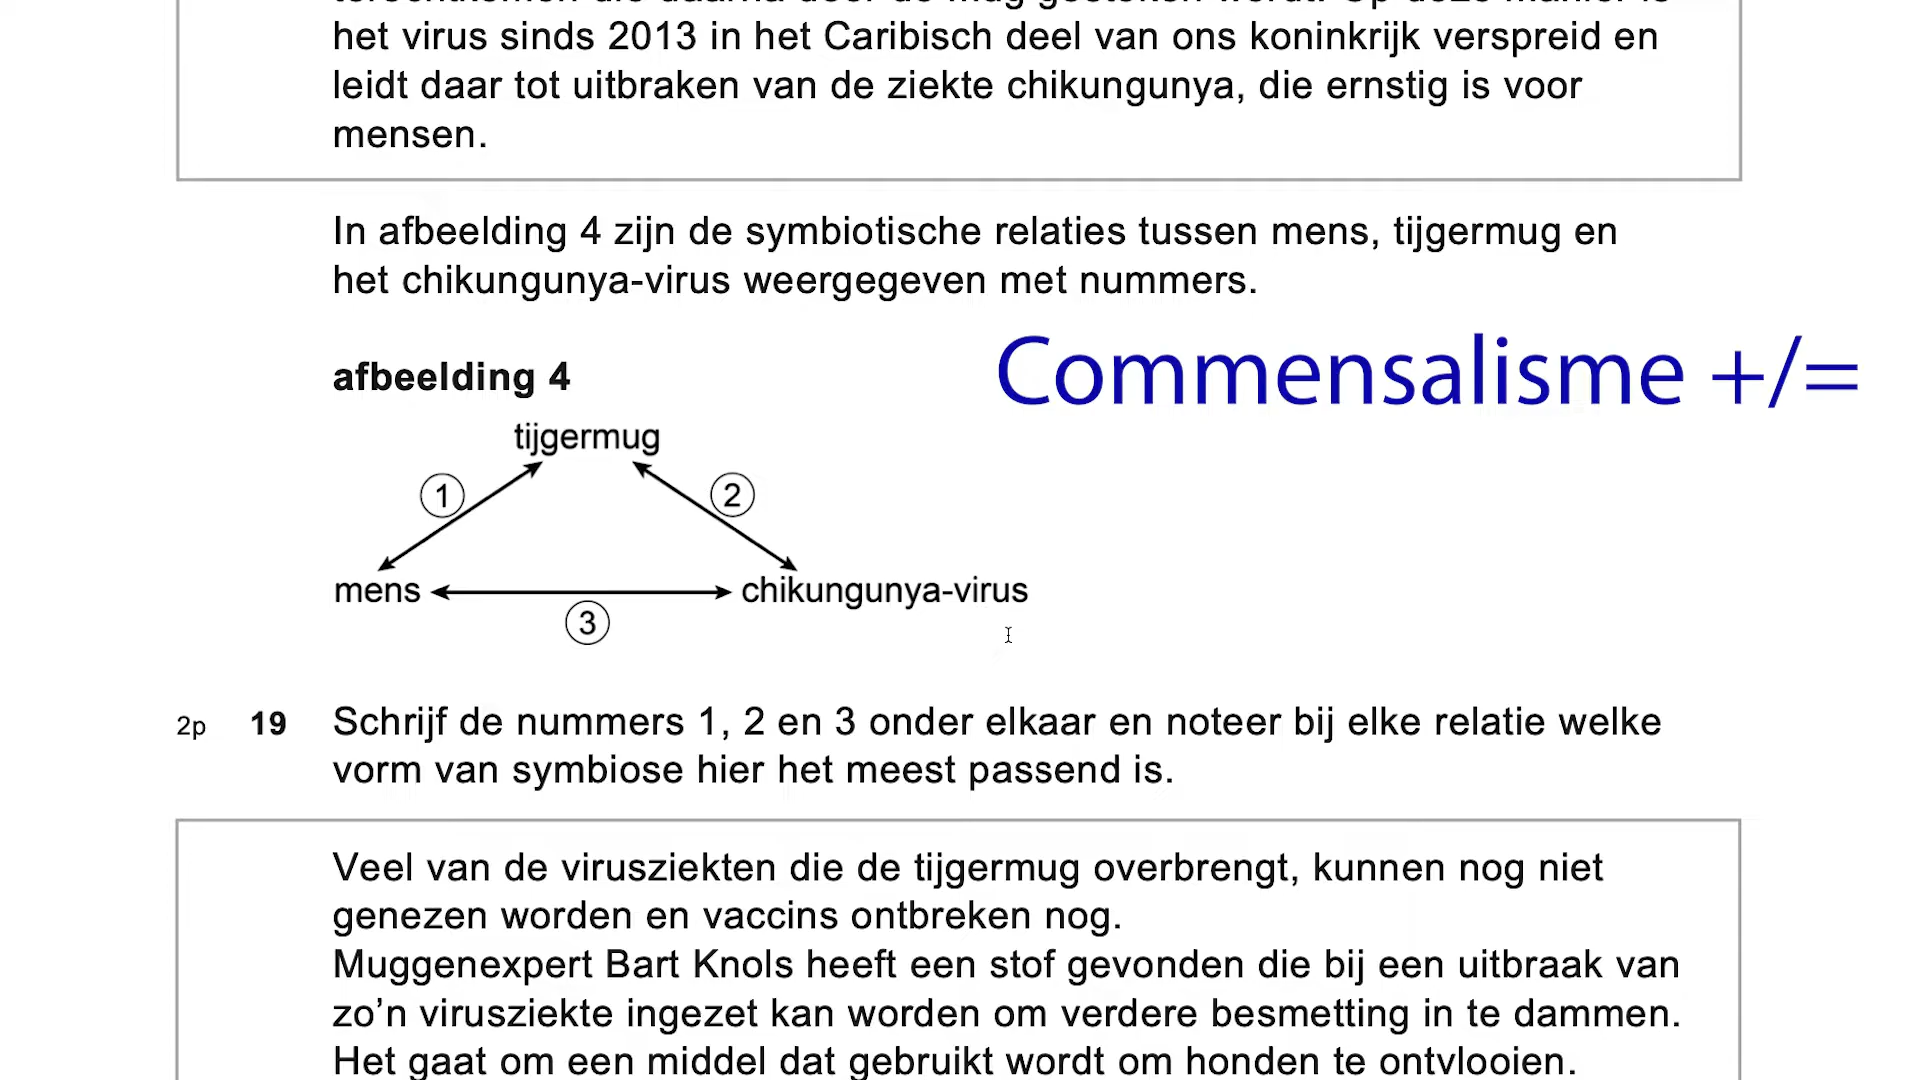 het virus sinds 2013 in het Caribisch deel van ons koninkrijk verspreid en
leidt daar tot uitbraken van de ziekte chikungunya, die ernstig is voor
mensen.
In afbeelding 4 zijn de symbiotische relaties tussen mens, tijgermug en
het chikungunya-virus weergegeven met nummers.
Commensalisme +/=
afbeelding 4
tijgermug
1
2
mens
chikungunya-virus
3
2p 19 Schrijf de nummers 1, 2 en 3 onder elkaar en noteer bij elke relatie welke
vorm van symbiose hier het meest passend is.
Veel van de virusziekten die de tijgermug overbrengt, kunnen nog niet
genezen worden en vaccins ontbreken nog.
Muggenexpert Bart Knols heeft een stof gevonden die bij een uitbraak van
zo’n virusziekte ingezet kan worden om verdere besmetting in te dammen.
Het gaat om een middel dat gebruikt wordt om honden te ontvlooien.